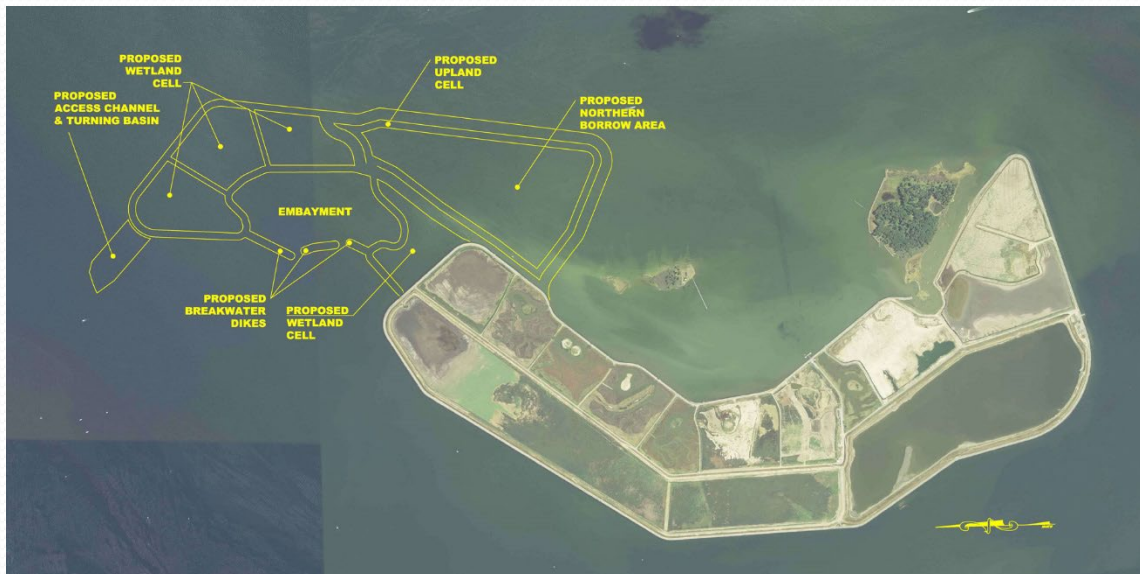 PROPOSED
WETLAND
CELL
PROPOSED
ACCESS CHANNEL
& TURNING BASIN
PROPOSED
UPLAND
CELL
PROPOSED
NORTHERN
BORROW AREA
EMBAYMENT
PROPOSED
BREAKWATER
DIKES
PROPOSED
WETLAND
CELL